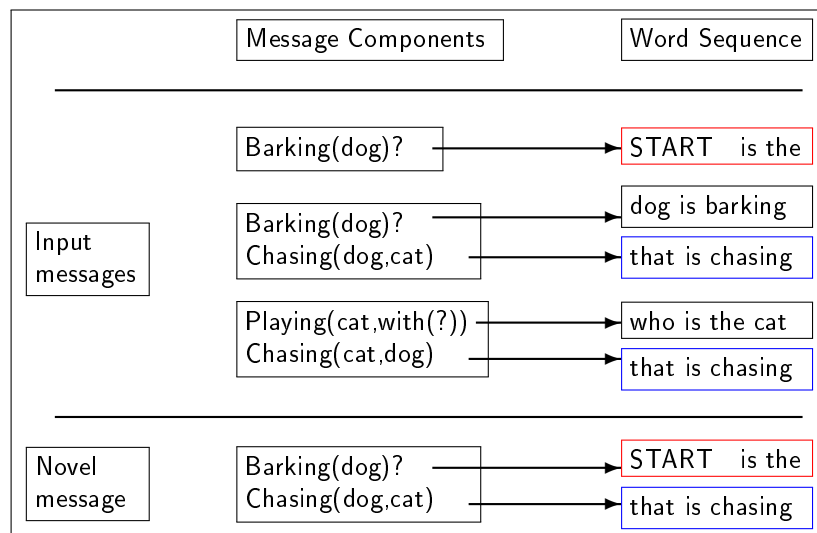 Message Components Word Sequence
Barking(dog)? START is the
Input
messages
Barking(dog)? dog is barking
Chasing(dog,cat) that is chasing
Playing(cat,with(?)) who is the cat
Chasing(cat,dog) that is chasing
Novel
message
Barking(dog)? START is the
Chasing(dog,cat) that is chasing